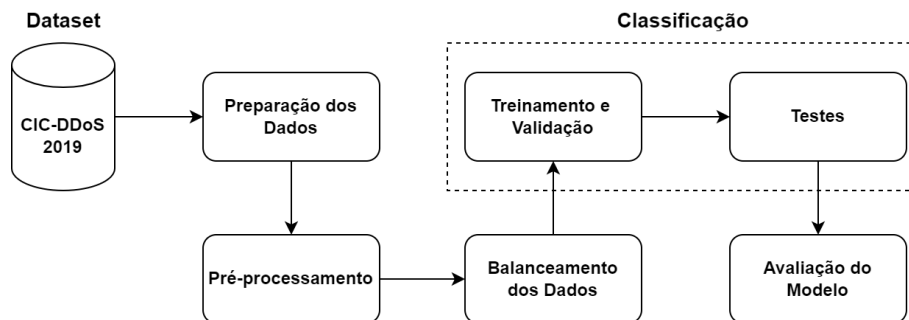 Dataset
CIC-DDoS
2019
Preparação dos
Dados
Pré-processamento
Balanceamento
dos Dados
Classificação
Treinamento e
Validação
Testes
Avaliação do
Modelo